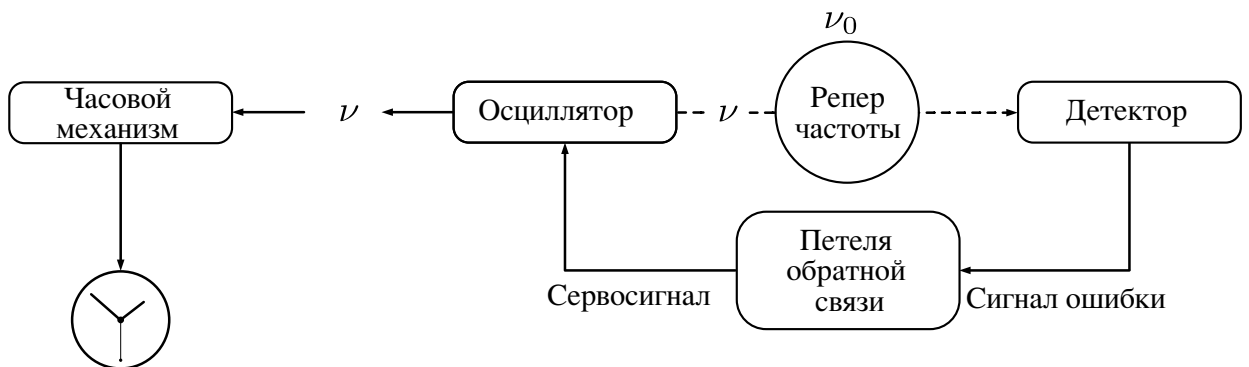 ν₀
Часовой
механизм
ν
Осциллятор
ν
Репер
частоты
Детектор
Петеля
обратной
связи
Сервосигнал
Сигнал ошибки